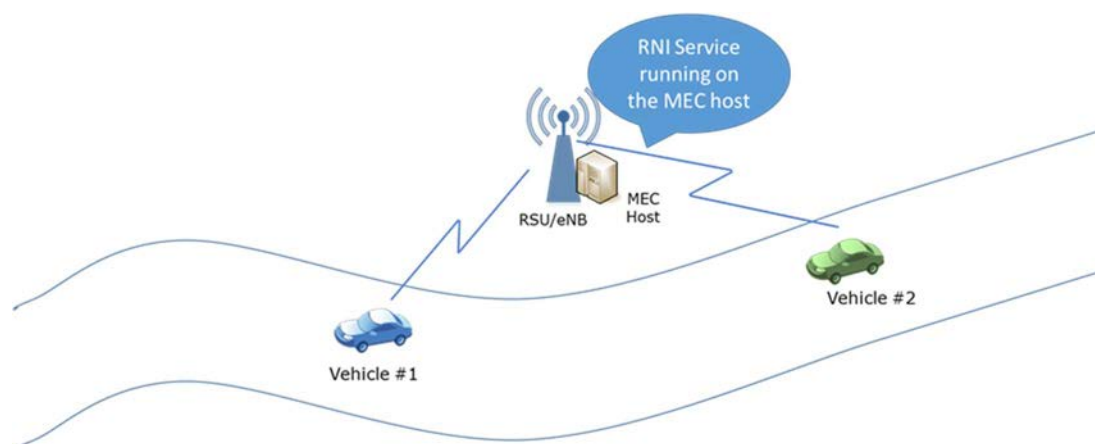 RNI Service
running on
the MEC host
RSU/eNB
MEC
Host
Vehicle #2
Vehicle #1